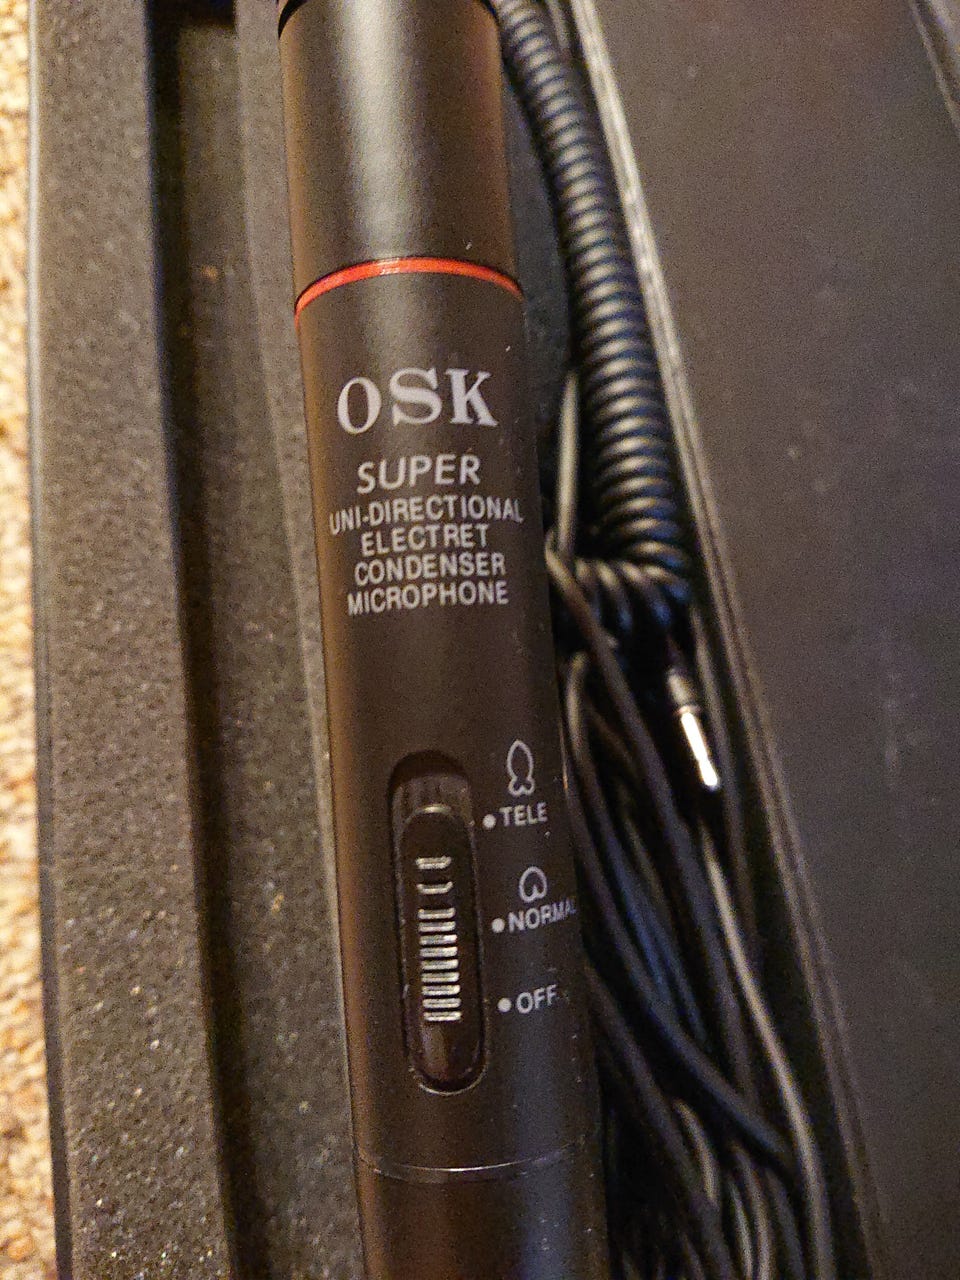 OSK
SUPER
UNI-DIRECTIONAL
ELECTRET
CONDENSER
MICROPHONE
•TELE
•NORMAL
•OFF